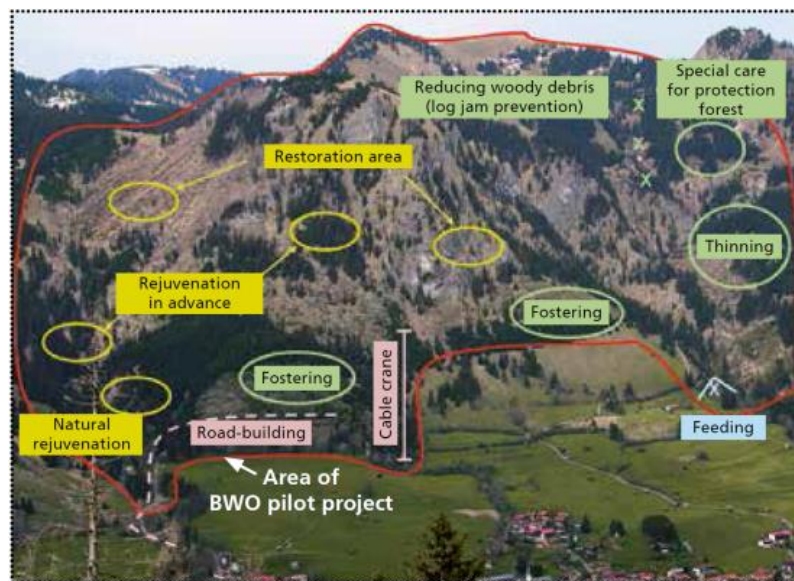 Reducing woody debris
(log jam prevention)
Special care
for protection
forest
X
X
X
Restoration area
Thinning
Rejuvenation
in advance
Fostering
Fostering
Cable crane
Natural
rejuvenation
Road-building
Feeding
Area of
BWO pilot project